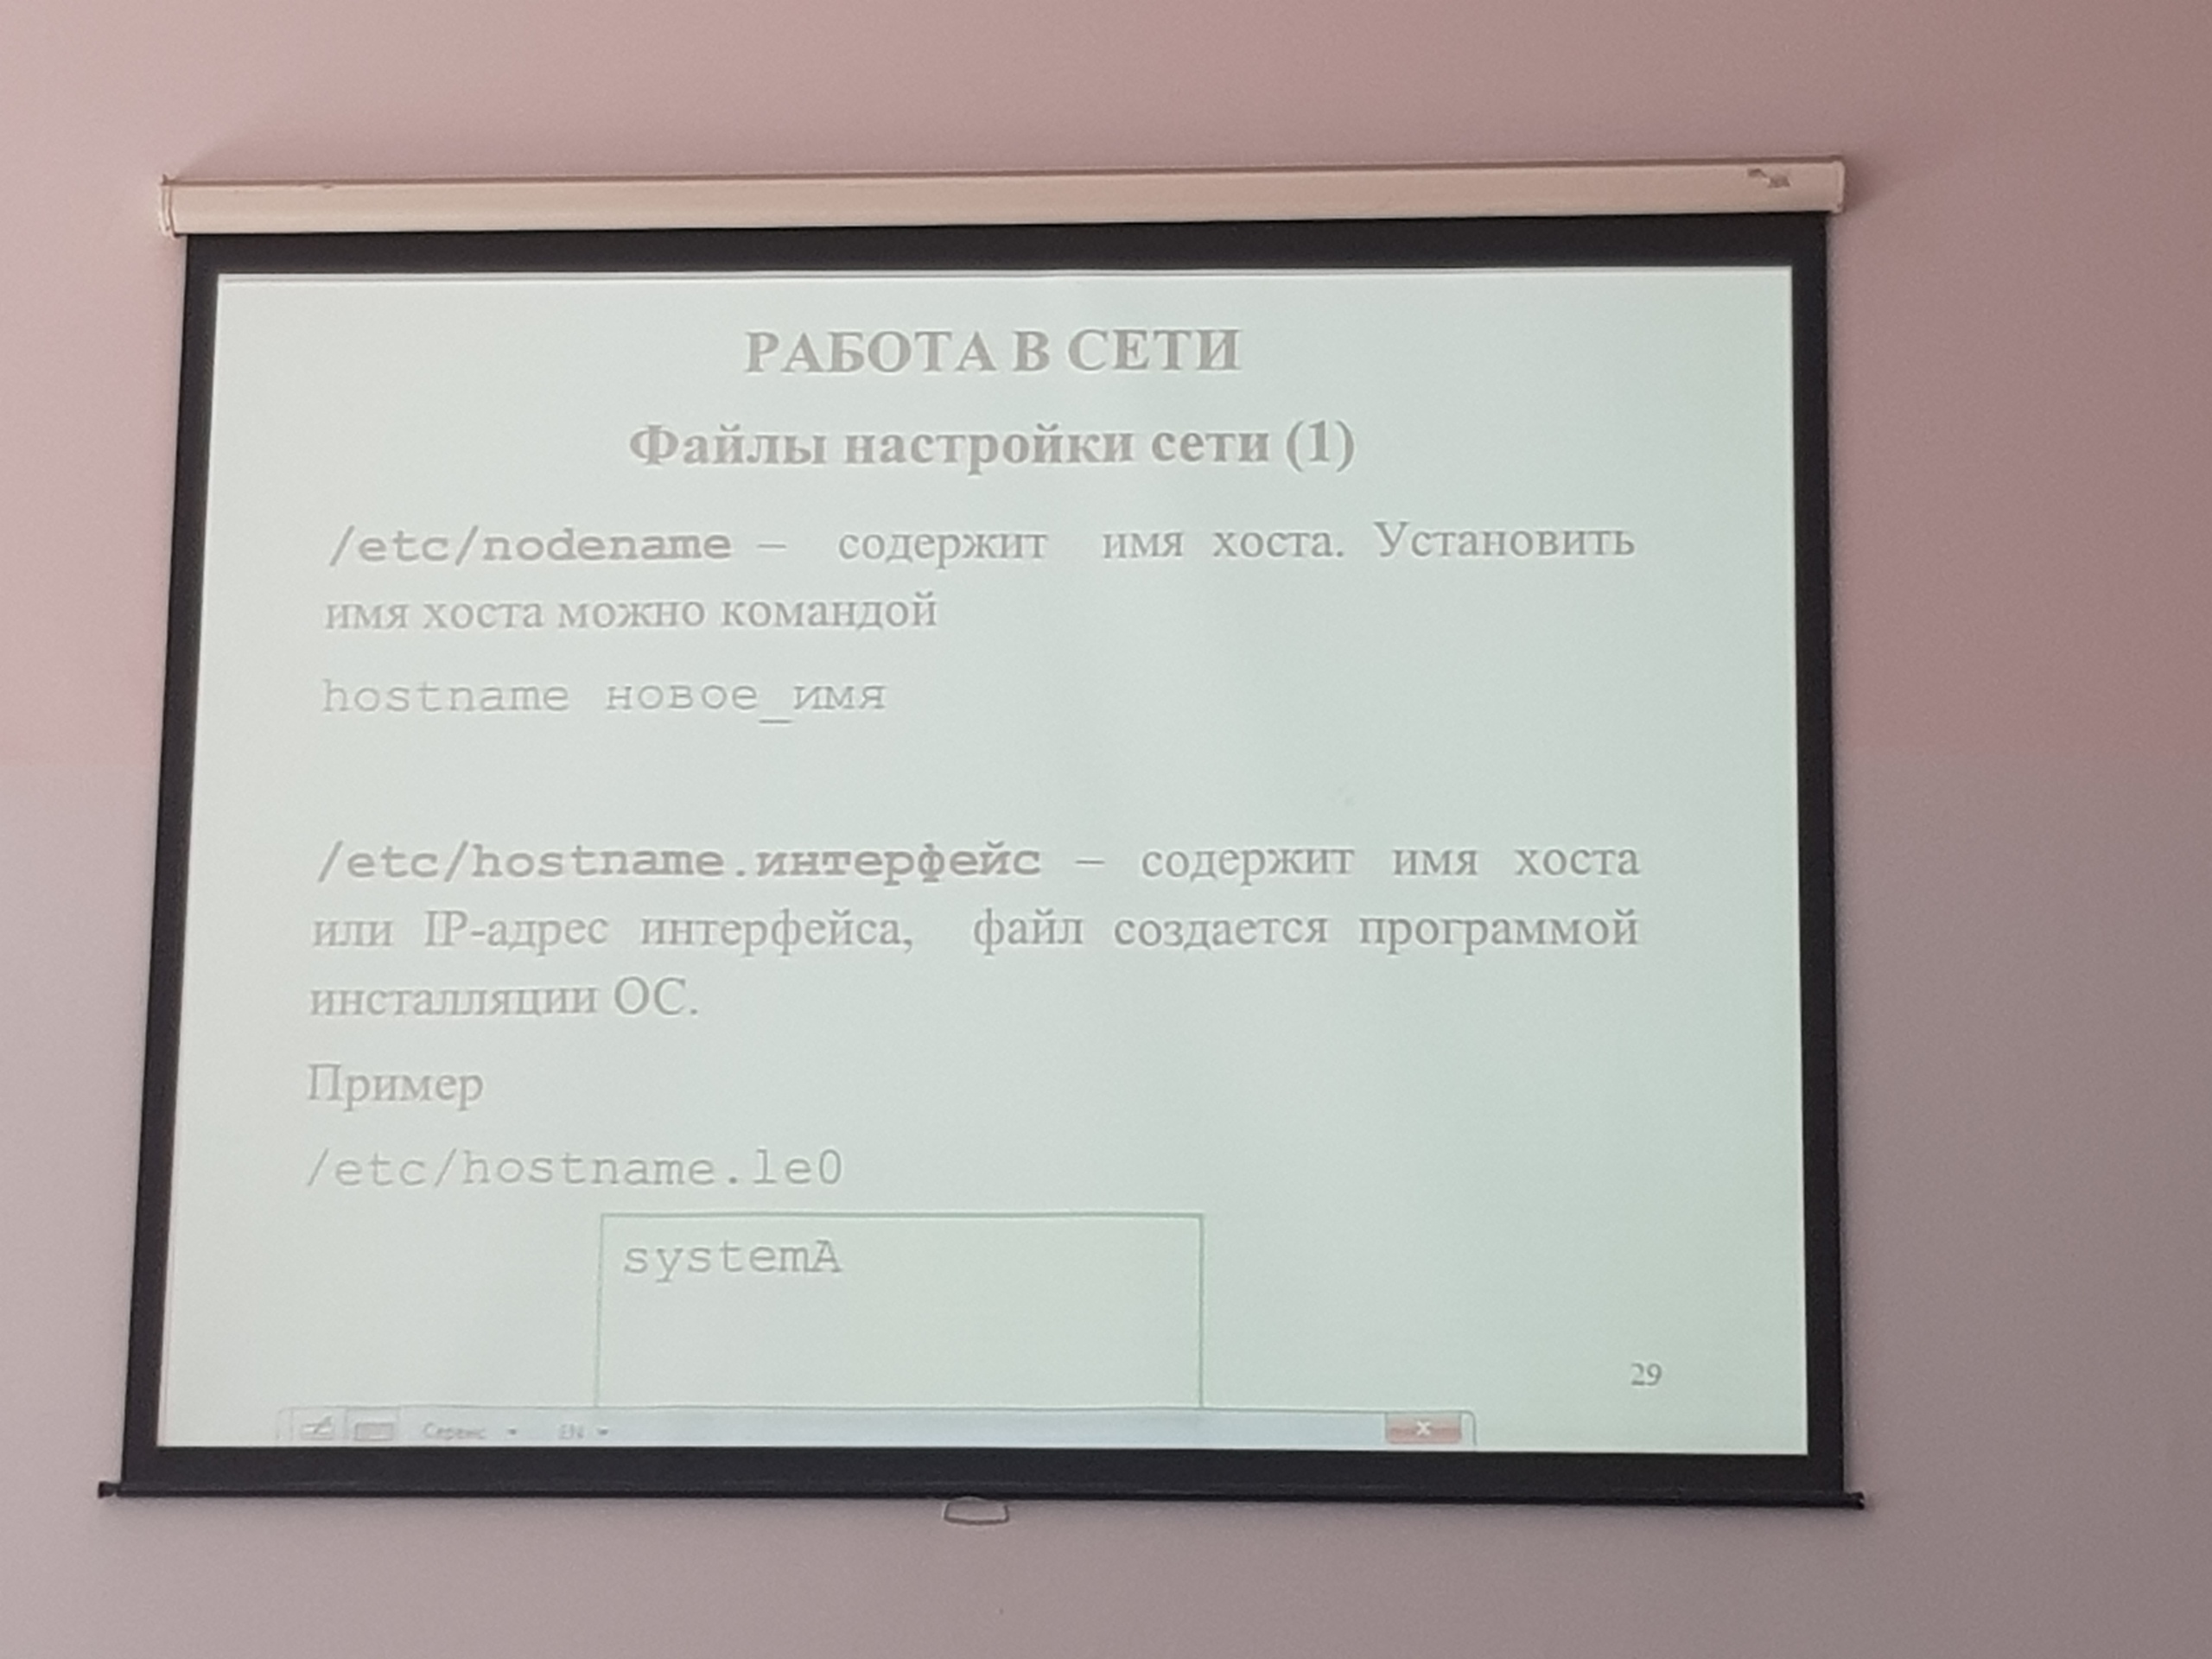 РАБОТА В СЕТИ
Файлы настройки сети (1)
/etc/nodename – содержит имя хоста. Установить
имя хоста можно командой
hostname новое_имя
/etc/hostname.интерфейс – содержит имя хоста
или IP-адрес интерфейса, файл создается программой
инсталляции ОС.
Пример
/etc/hostname.le0
systemA
29
Сервис EN